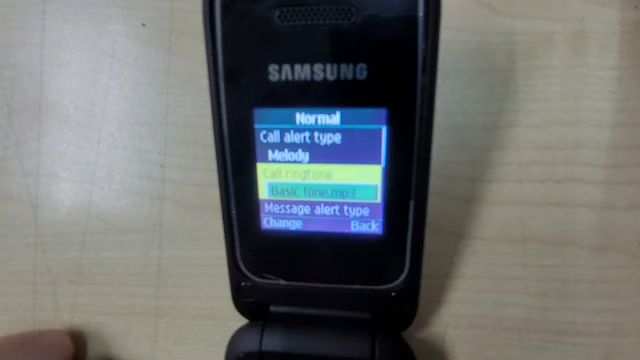 SAMSUNG
Normal
Call alert type
Melody
Call ringtone
Basic Tone.mp3
Message alert type
Change Back